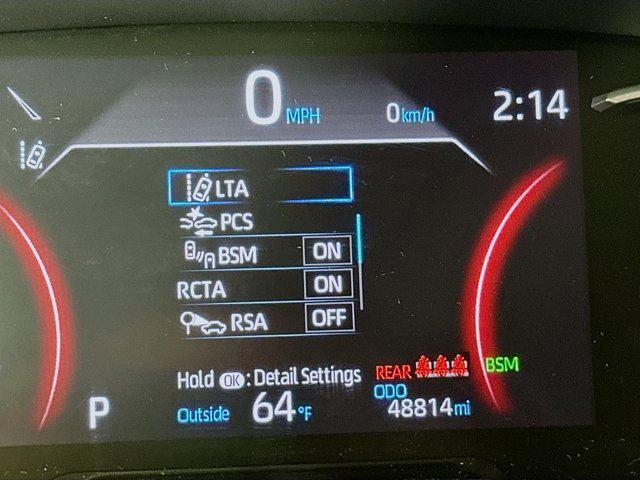 0 MPH 0 km/h 2:14
LTA
PCS
BSM ON
RCTA ON
RSA OFF
Hold OK : Detail Settings
REAR BSM
ODO
P Outside 64 °F 48814 mi